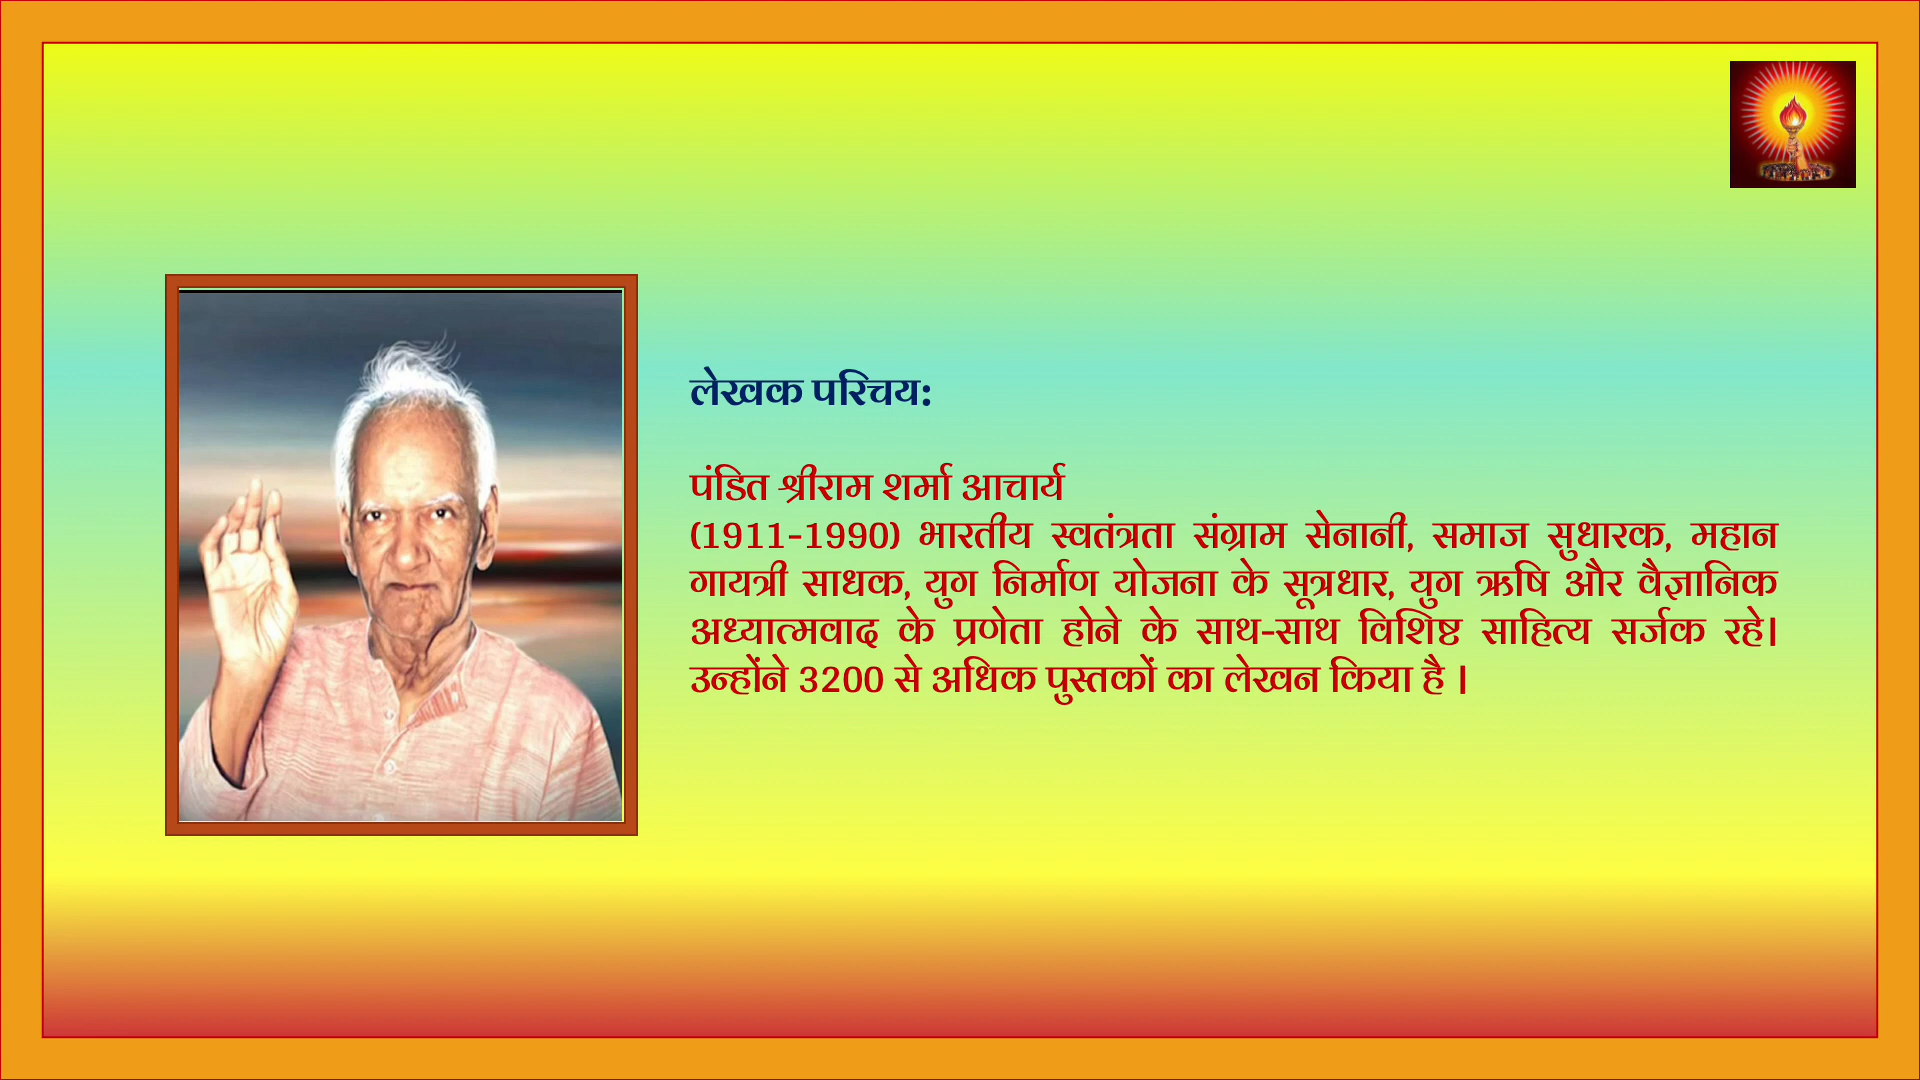 लेखक परिचय:
पंडित श्रीराम शर्मा आचार्य
(1911-1990) भारतीय स्वतंत्रता संग्राम सेनानी, समाज सुधारक, महान
गायत्री साधक, युग निर्माण योजना के सूत्रधार, युग ऋषि और वैज्ञानिक
अध्यात्मवाद के प्रणेता होने के साथ-साथ विशिष्ट साहित्य सर्जक रहे।
उन्होंने 3200 से अधिक पुस्तकों का लेखन किया है ।